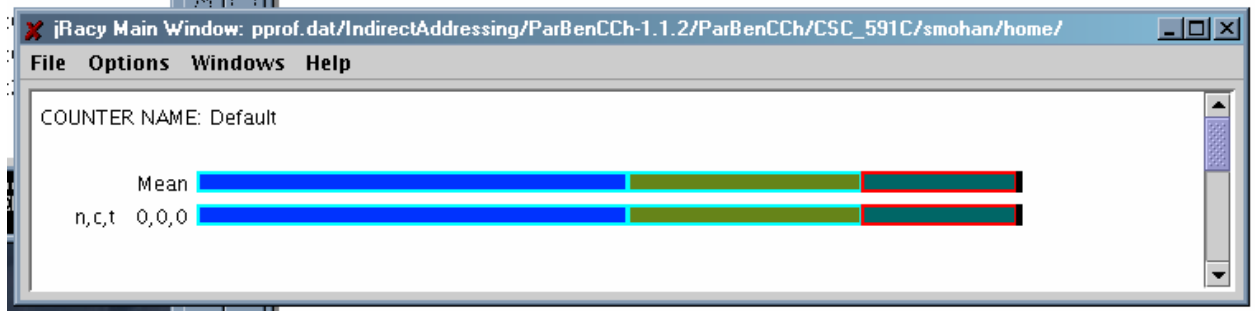 jRacy Main Window: pprof.dat/IndirectAddressing/ParBenCCh-1.1.2/ParBenCCh/CSC_591C/smohan/home/
File Options Windows Help
COUNTER NAME: Default
Mean
n,c,t 0,0,0